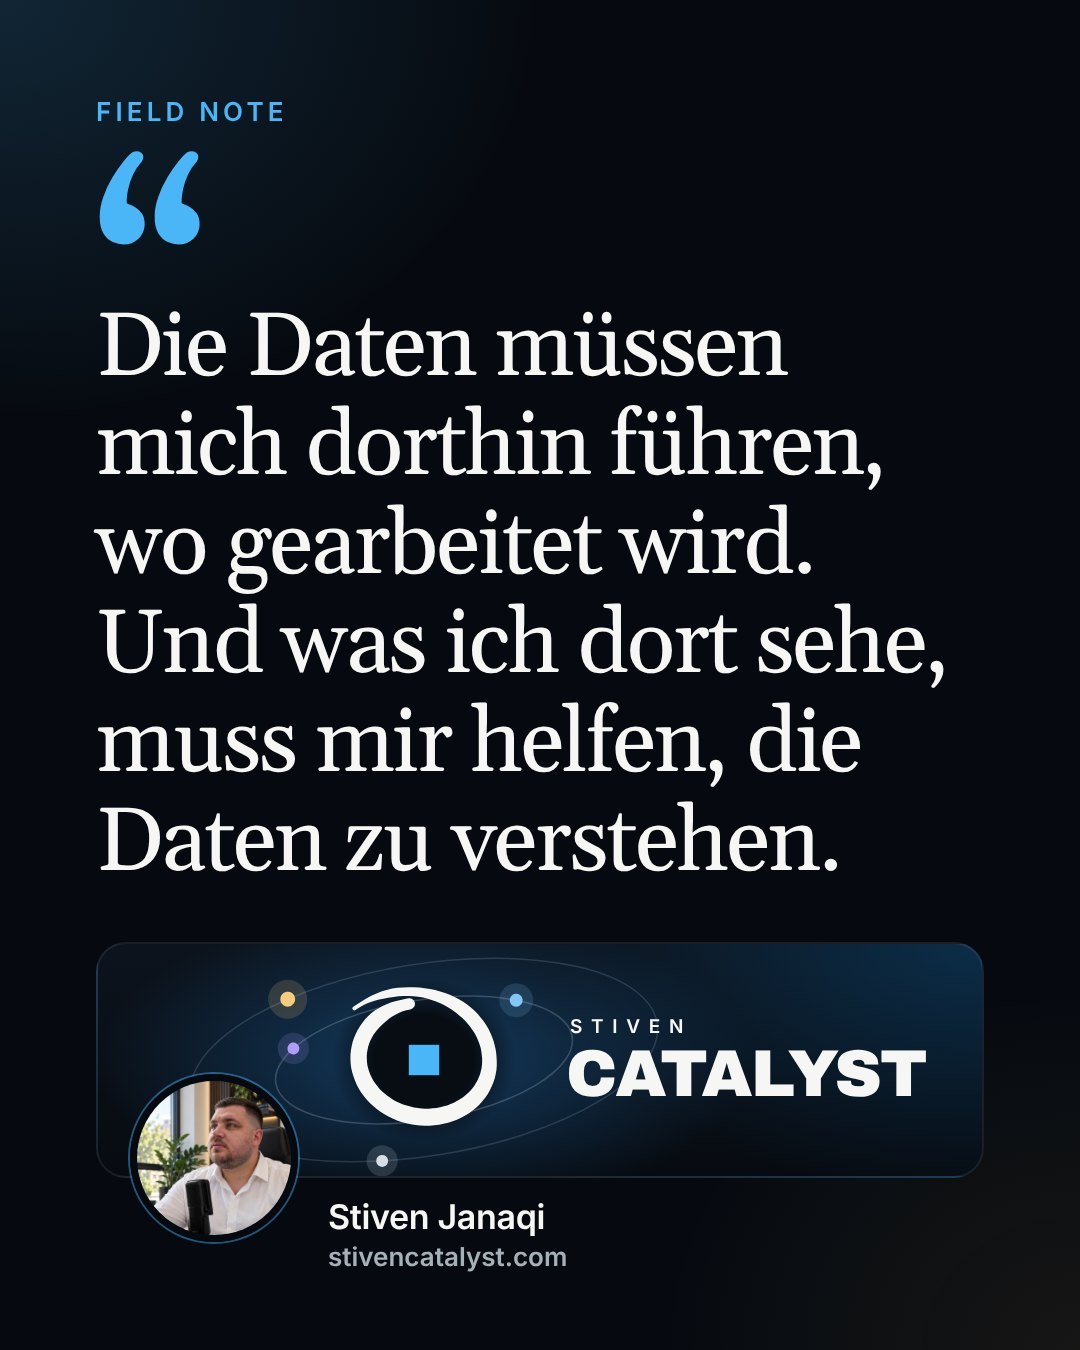 FIELD NOTE
“
Die Daten müssen
mich dorthin führen,
wo gearbeitet wird.
Und was ich dort sehe,
muss mir helfen, die
Daten zu verstehen.
STIVEN
CATALYST
Stiven Janaqi
stivencatalyst.com